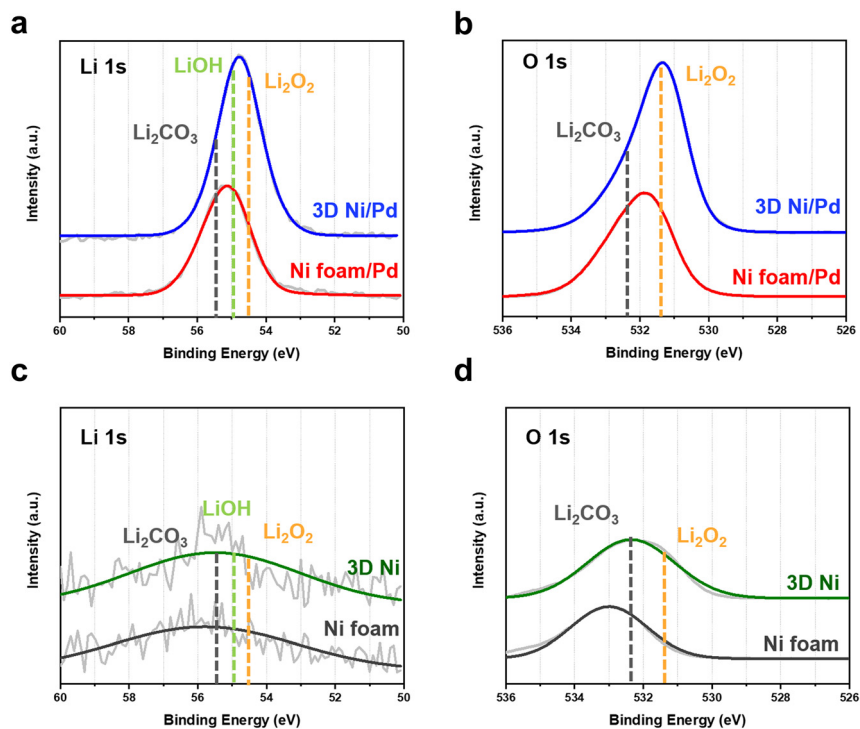 a
Li 1s
LiOH
Li₂O₂
Li₂CO₃
3D Ni/Pd
Ni foam/Pd
Intensity (a.u.)
60 58 56 54 52 50
Binding Energy (eV)
b
O 1s
Li₂O₂
Li₂CO₃
3D Ni/Pd
Ni foam/Pd
Intensity (a.u.)
536 534 532 530 528 526
Binding Energy (eV)
c
Li 1s
LiOH
Li₂CO₃
Li₂O₂
3D Ni
Ni foam
Intensity (a.u.)
60 58 56 54 52 50
Binding Energy (eV)
d
O 1s
Li₂CO₃
Li₂O₂
3D Ni
Ni foam
Intensity (a.u.)
536 534 532 530 528 526
Binding Energy (eV)